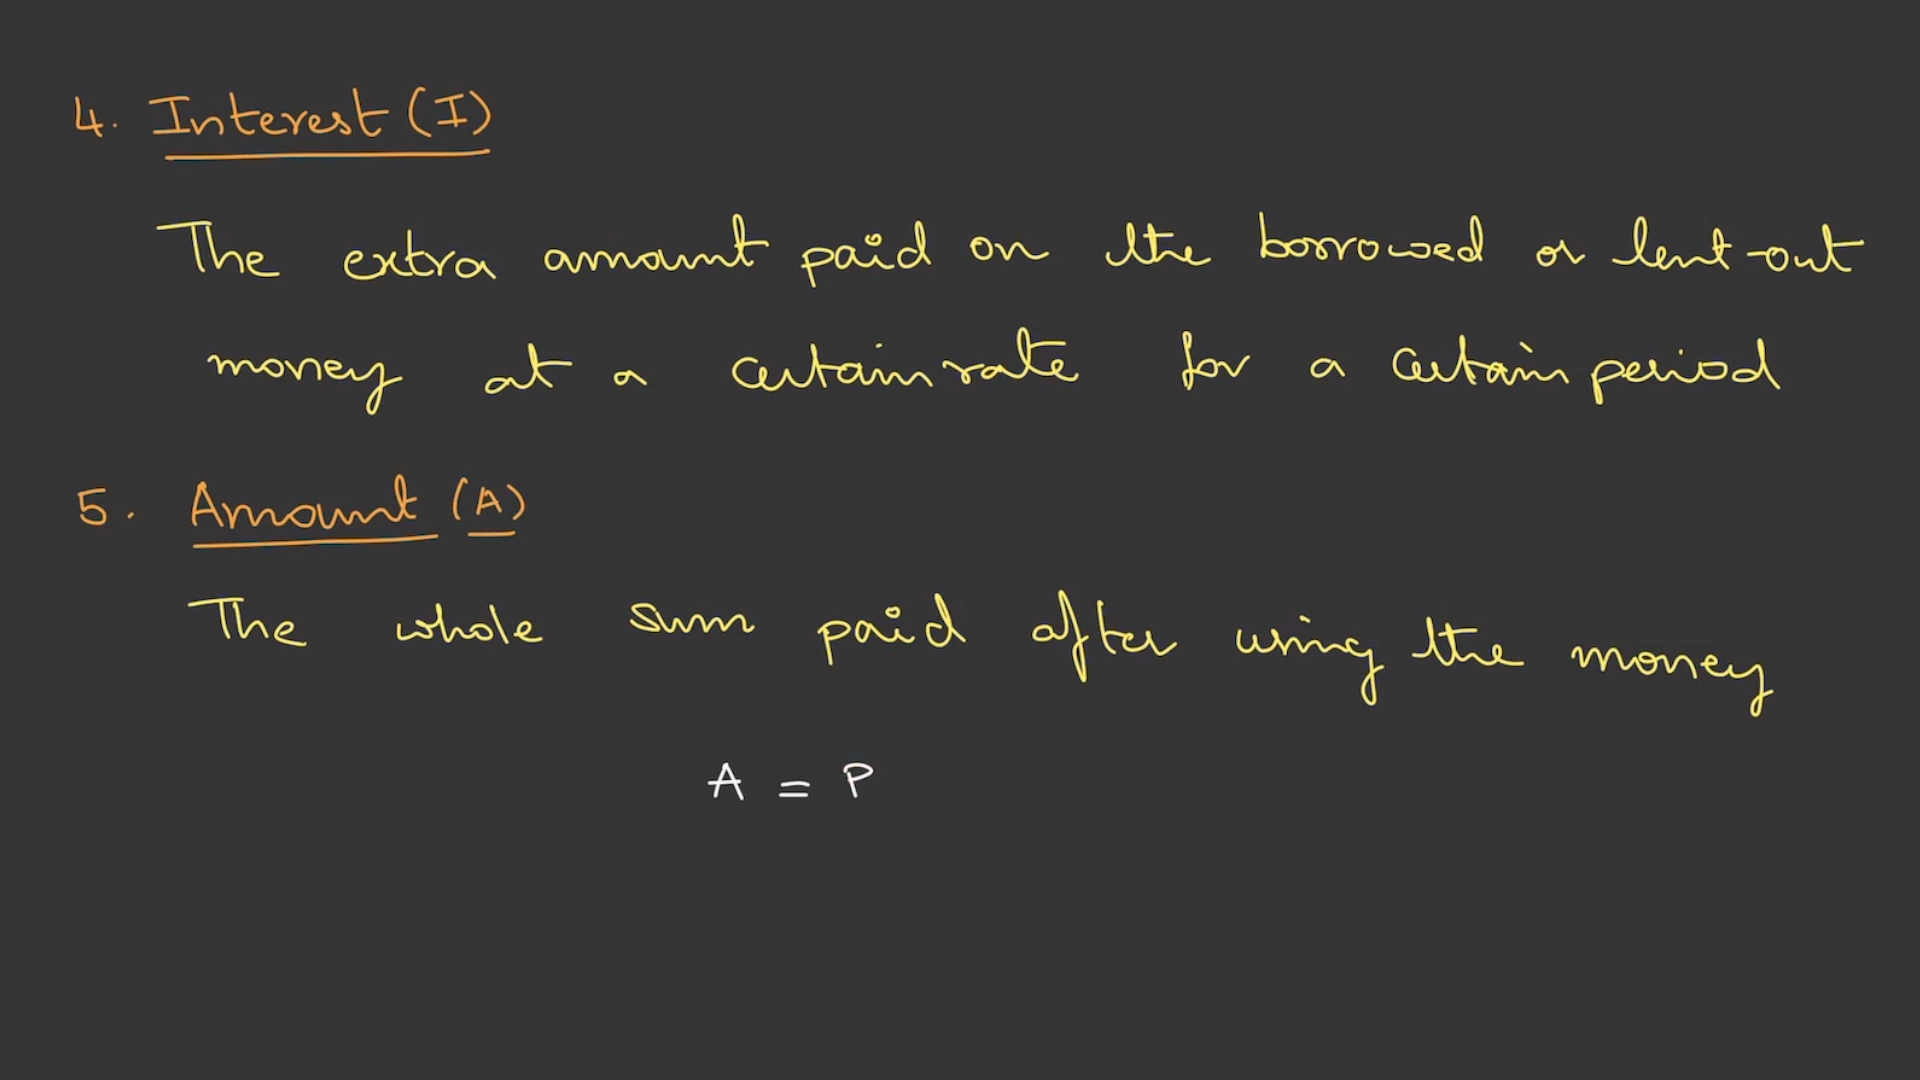 4. Interest (I)
The extra amount paid on the borrowed or lent-out
money at a certain rate for a certain period
5. Amount (A)
The whole sum paid after using the money
A = P